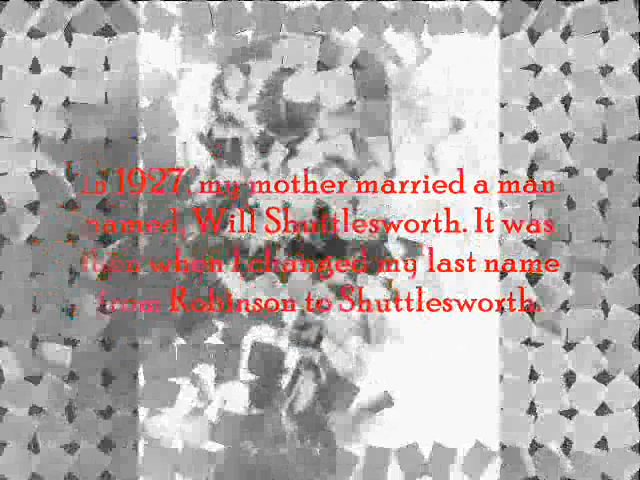 In 1927, my mother married a man
named, Will Shuttlesworth. It was
then when I changed my last name
from Robinson to Shuttlesworth.